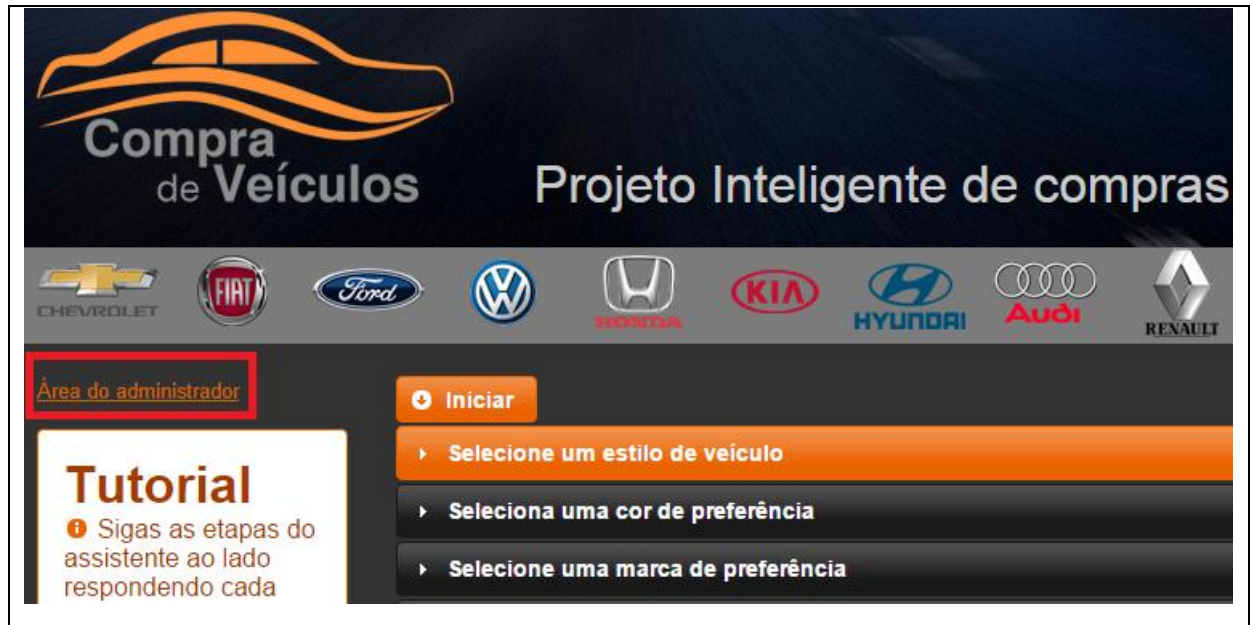 Compra
de Veículos
Projeto Inteligente de compras
CHEVROLET
FIAT
Ford
HONDA
KIA
HYUNDAI
Audi
RENAULT
Área do administrador
Iniciar
Selecione um estilo de veículo
Seleciona uma cor de preferência
Selecione uma marca de preferência
Tutorial
Sigas as etapas do
assistente ao lado
respondendo cada